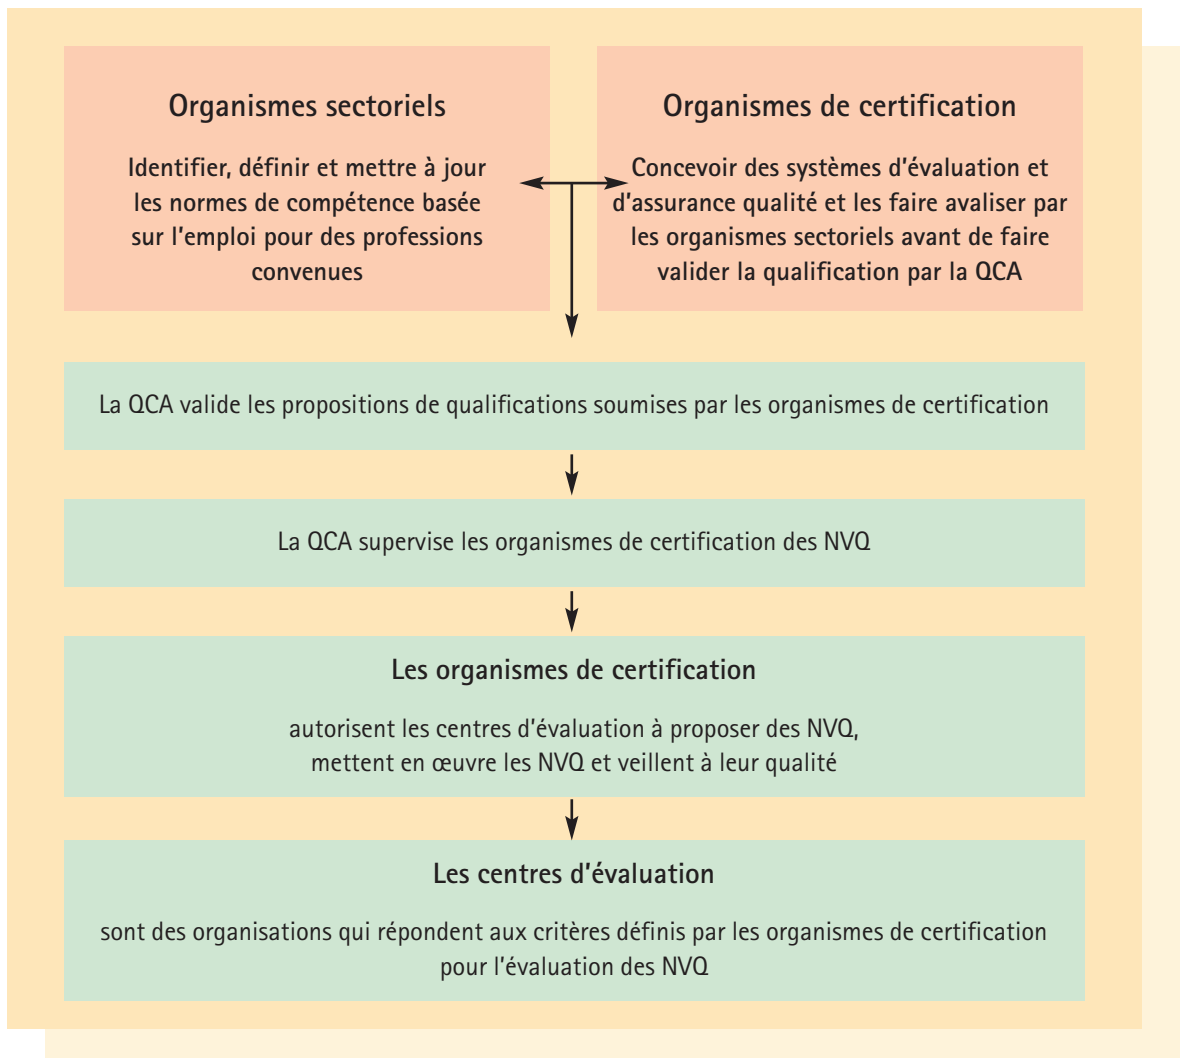 Organismes sectoriels
Identifier, définir et mettre à jour
les normes de compétence basée
sur l'emploi pour des professions
convenues
Organismes de certification
Concevoir des systèmes d'évaluation et
d'assurance qualité et les faire avaliser par
les organismes sectoriels avant de faire
valider la qualification par la QCA
La QCA valide les propositions de qualifications soumises par les organismes de certification
La QCA supervise les organismes de certification des NVQ
Les organismes de certification
autorisent les centres d'évaluation à proposer des NVQ,
mettent en œuvre les NVQ et veillent à leur qualité
Les centres d'évaluation
sont des organisations qui répondent aux critères définis par les organismes de certification
pour l'évaluation des NVQ